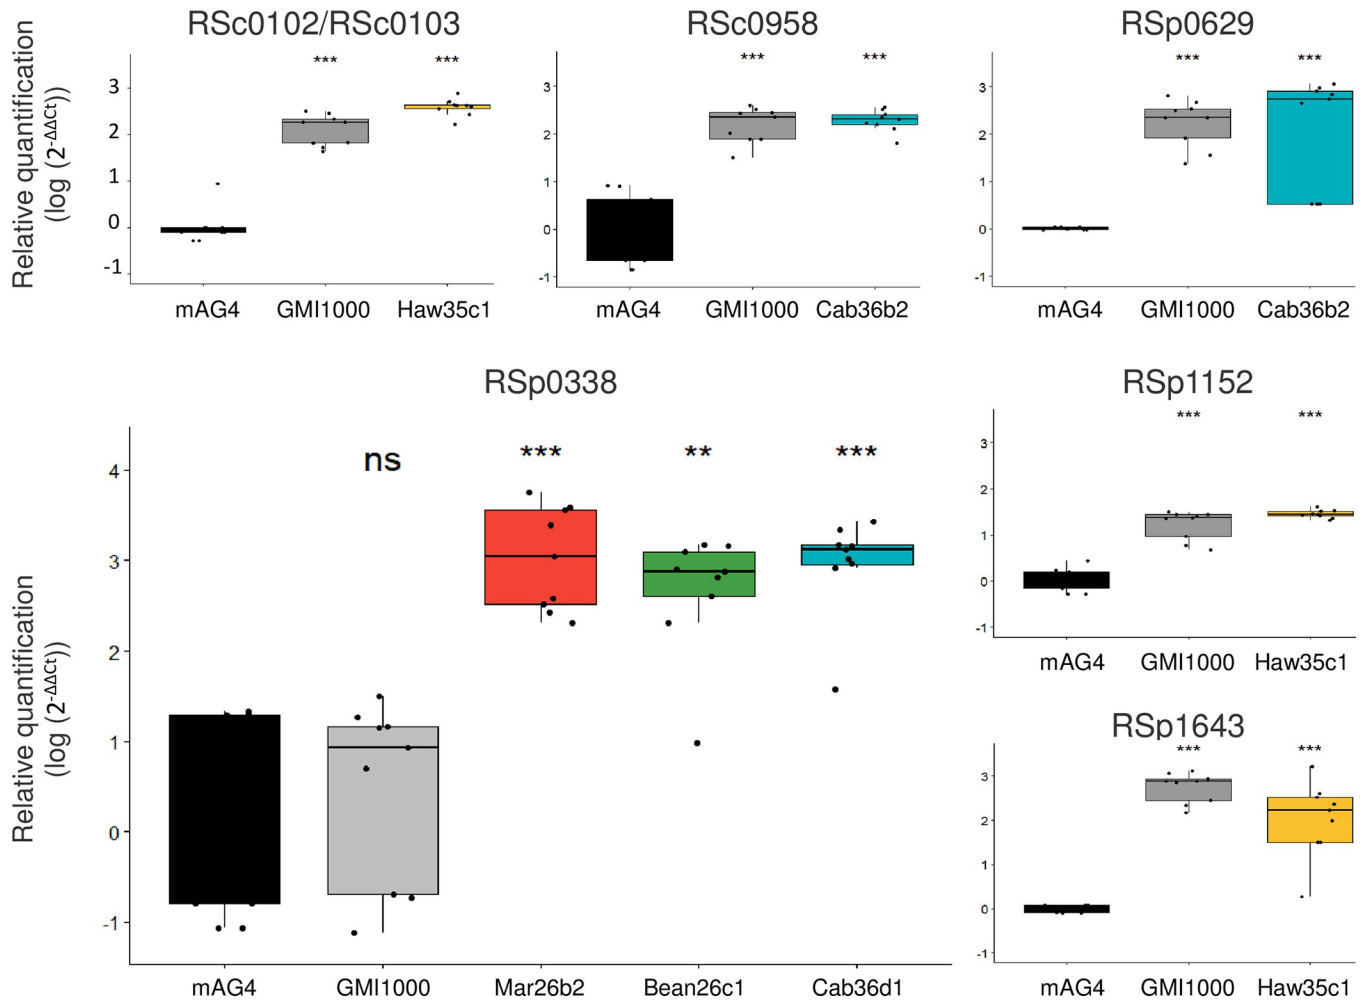 RSc0102/RSc0103
RSc0958
RSp0629
Relative quantification
(log (2^-ΔΔCt))
3
2
1
0
-1
*** ***
mAG4 GMI1000 Haw35c1
3
2
1
0
-1
*** ***
mAG4 GMI1000 Cab36b2
3
2
1
0
-1
*** ***
mAG4 GMI1000 Cab36b2
RSp0338
Relative quantification
(log (2^-ΔΔCt))
4
3
2
1
0
-1
ns *** ** ***
mAG4 GMI1000 Mar26b2 Bean26c1 Cab36d1
RSp1152
3
2
1
0
-1
*** ***
mAG4 GMI1000 Haw35c1
RSp1643
3
2
1
0
-1
*** ***
mAG4 GMI1000 Haw35c1